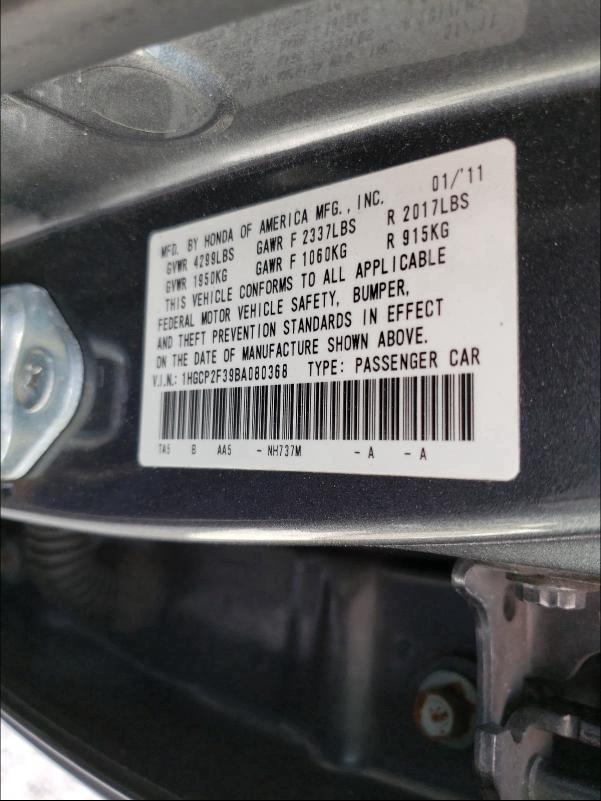 MFD. BY HONDA OF AMERICA MFG., INC. 01/'11
GVWR 4299LBS GAWR F 2337LBS R 2017LBS
GVWR 1950KG GAWR F 1060KG R 915KG
THIS VEHICLE CONFORMS TO ALL APPLICABLE
FEDERAL MOTOR VEHICLE SAFETY, BUMPER,
AND THEFT PREVENTION STANDARDS IN EFFECT
ON THE DATE OF MANUFACTURE SHOWN ABOVE.
V.I.N.: 1HGCP2F39BA080368 TYPE: PASSENGER CAR
TA5 B AA5 - NH737M - A - A